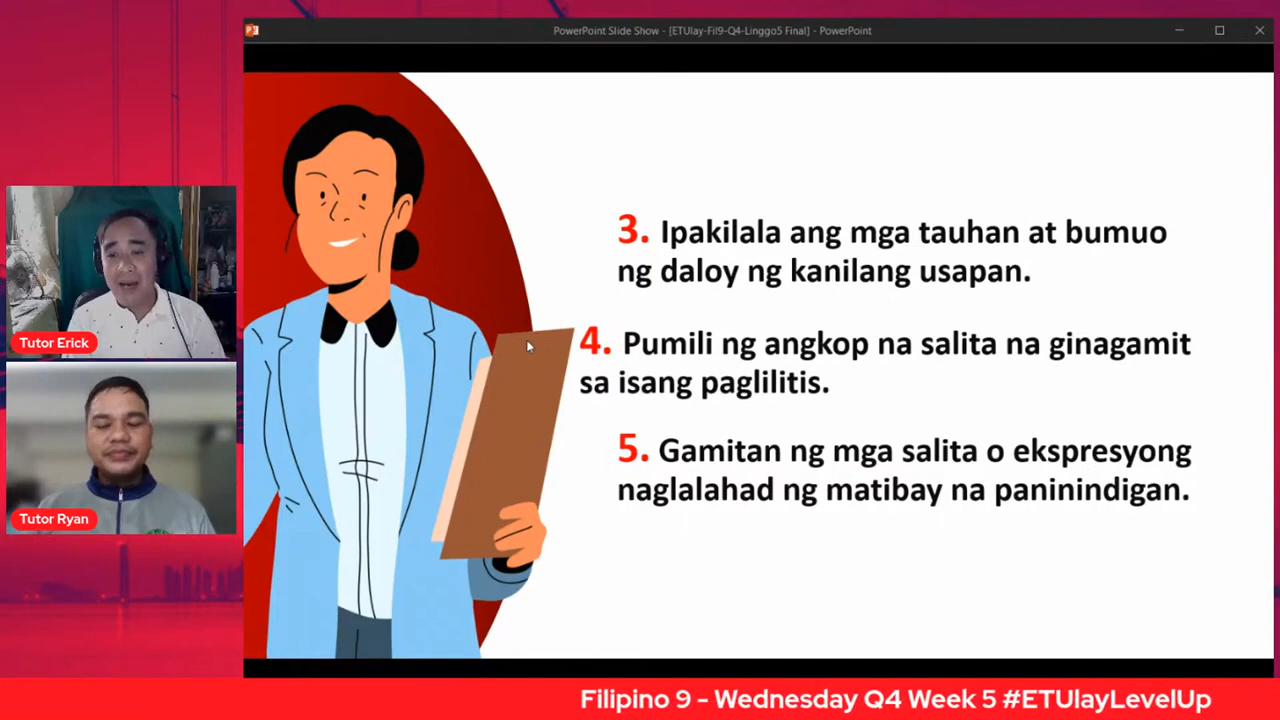 PowerPoint Slide Show - [ETUlay-Fil9-Q4-Linggo5 Final] - PowerPoint
3. Ipakilala ang mga tauhan at bumuo
ng daloy ng kanilang usapan.
4. Pumili ng angkop na salita na ginagamit
sa isang paglilitis.
5. Gamitan ng mga salita o ekspresyong
naglalahad ng matibay na paninindigan.
Tutor Erick
Tutor Ryan
Filipino 9 - Wednesday Q4 Week 5 #ETUlayLevelUp